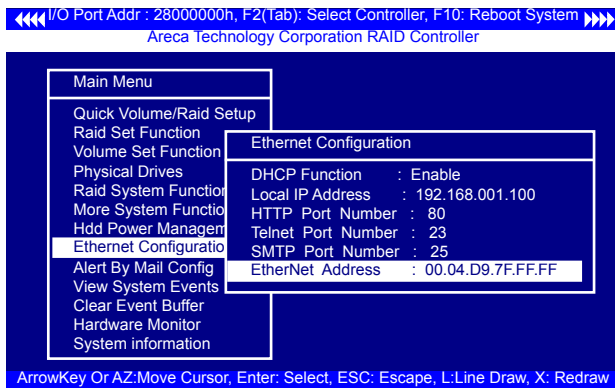 I/O Port Addr : 28000000h, F2(Tab): Select Controller, F10: Reboot System
Areca Technology Corporation RAID Controller
Main Menu
Quick Volume/Raid Setup
Raid Set Function
Volume Set Function
Physical Drives
Raid System Function
More System Functio
Hdd Power Managem
Ethernet Configuratio
Alert By Mail Config
View System Events
Clear Event Buffer
Hardware Monitor
System information
Ethernet Configuration
DHCP Function : Enable
Local IP Address : 192.168.001.100
HTTP Port Number : 80
Telnet Port Number : 23
SMTP Port Number : 25
EtherNet Address : 00.04.D9.7F.FF.FF
ArrowKey Or AZ:Move Cursor, Enter: Select, ESC: Escape, L:Line Draw, X: Redraw